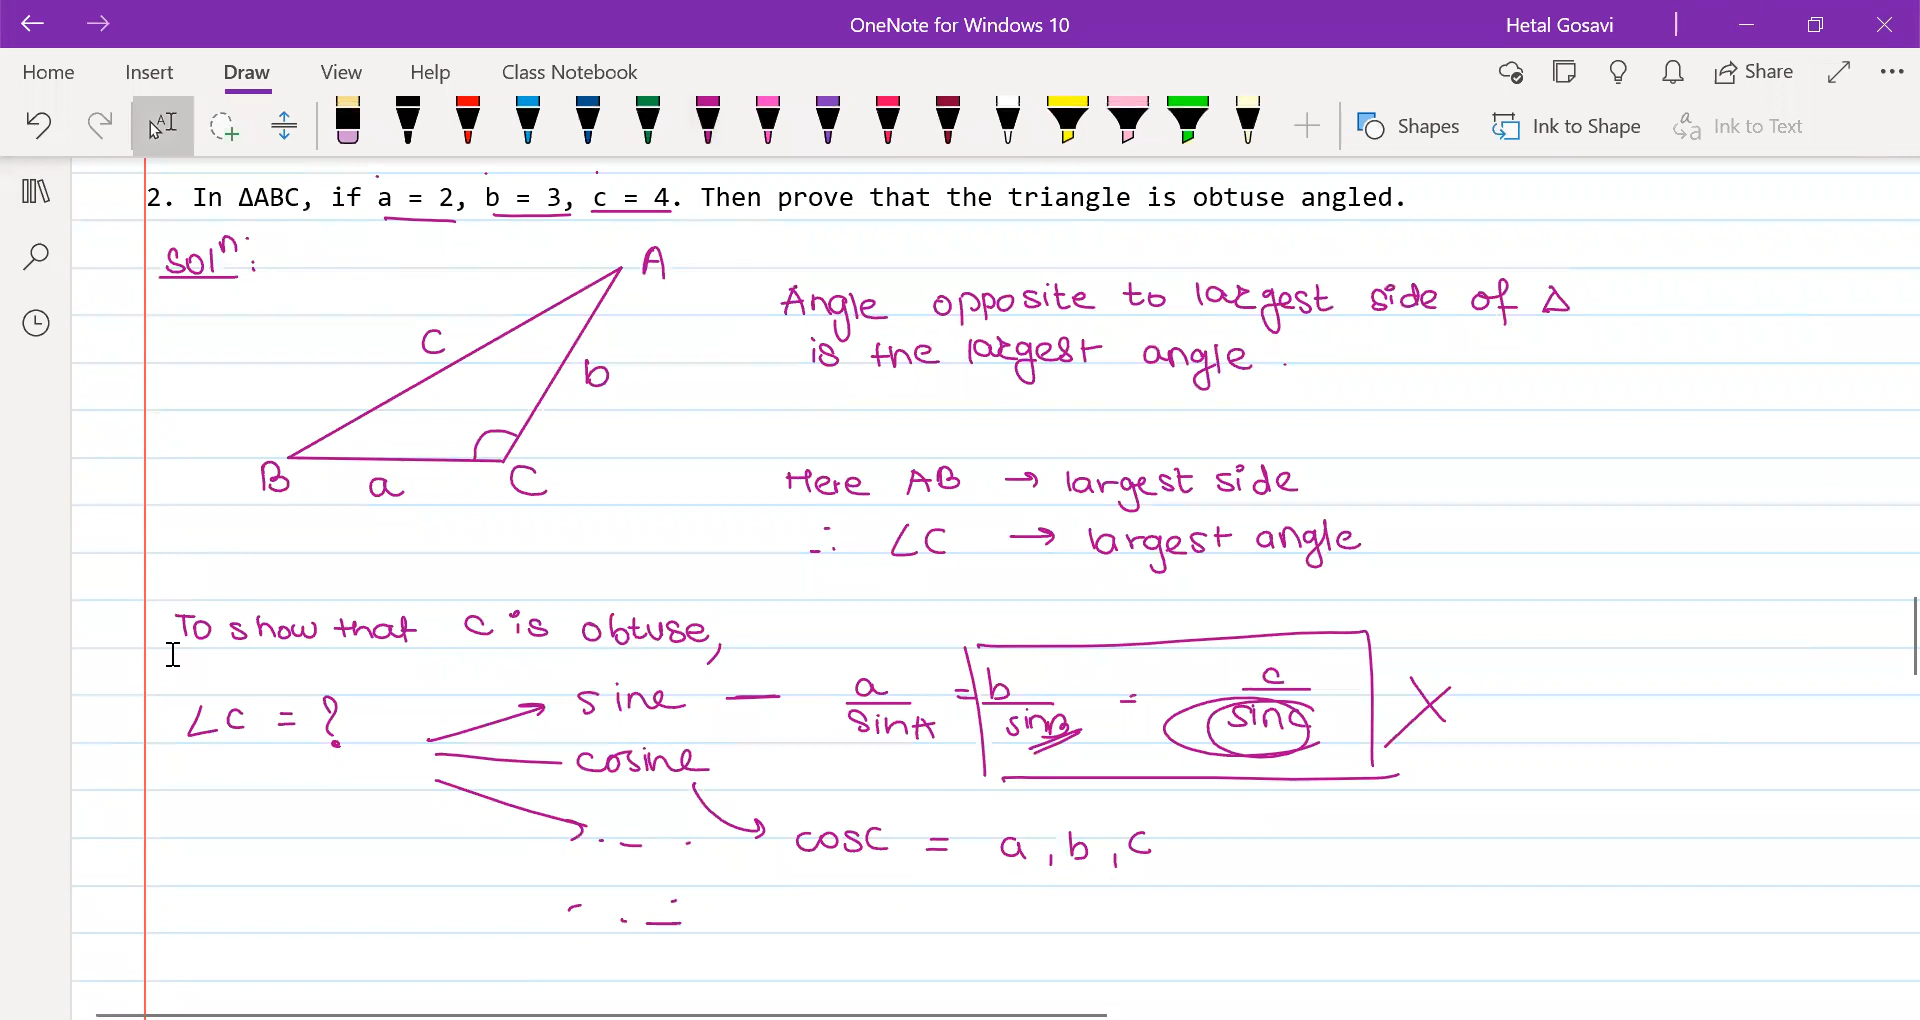 OneNote for Windows 10
Hetal Gosavi
Home Insert Draw View Help Class Notebook
Share
Shapes Ink to Shape Ink to Text
2. In ΔABC, if a = 2, b = 3, c = 4. Then prove that the triangle is obtuse angled.
Solⁿ:
A
c
b
B
a
C
Angle opposite to largest side of Δ
is the largest angle.
Here AB → largest side
∴ ∠C → largest angle
To show that C is obtuse,
∠C = ?
sine — a/sinA = b/sinB = c/sinC ✗
cosine
cosC = a, b, c